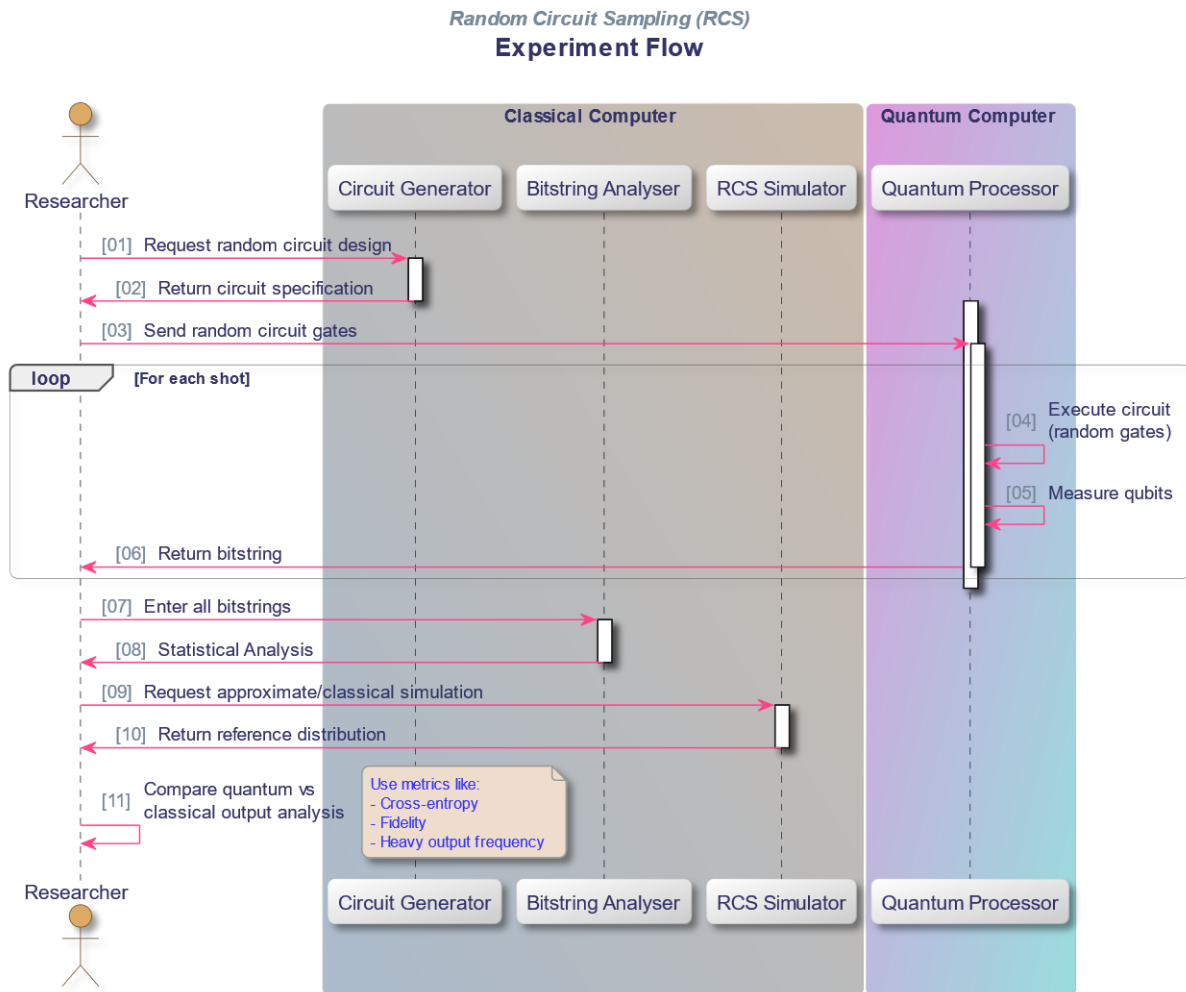 Random Circuit Sampling (RCS)
Experiment Flow
Classical Computer
Quantum Computer
Researcher
Circuit Generator
Bitstring Analyser
RCS Simulator
Quantum Processor
[01] Request random circuit design
[02] Return circuit specification
[03] Send random circuit gates
loop [For each shot]
[04] Execute circuit
(random gates)
[05] Measure qubits
[06] Return bitstring
[07] Enter all bitstrings
[08] Statistical Analysis
[09] Request approximate/classical simulation
[10] Return reference distribution
[11] Compare quantum vs
classical output analysis
Use metrics like:
- Cross-entropy
- Fidelity
- Heavy output frequency
Researcher
Circuit Generator
Bitstring Analyser
RCS Simulator
Quantum Processor